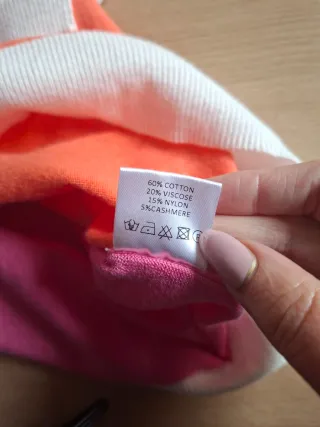 60% COTTON
20% VISCOSE
15% NYLON
5%CASHMERE